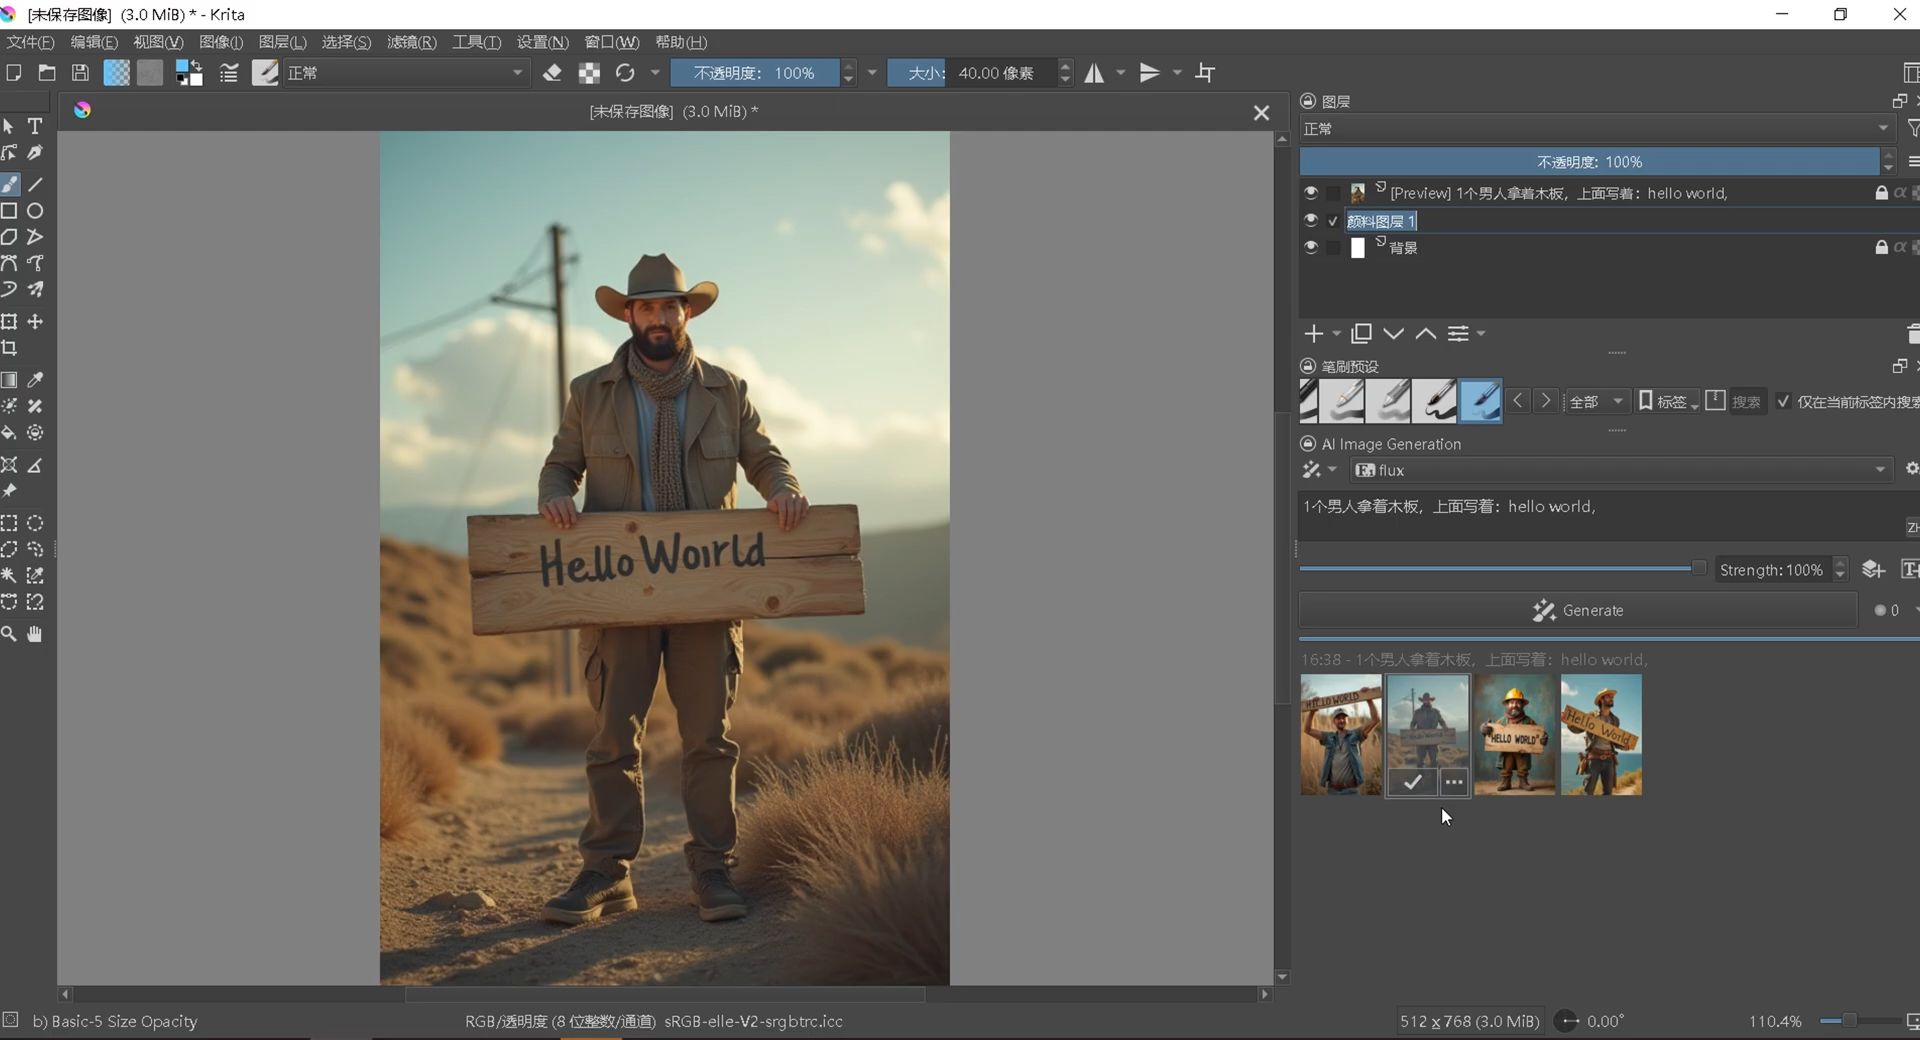 [未保存图像] (3.0 MiB) * - Krita
文件(F) 编辑(E) 视图(V) 图像(I) 图层(L) 选择(S) 滤镜(R) 工具(T) 设置(N) 窗口(W) 帮助(H)
正常 不透明度: 100% 大小: 40.00 像素
[未保存图像] (3.0 MiB) *
图层
正常
不透明度: 100%
[Preview] 1个男人拿着木板，上面写着：hello world,
颜料图层 1
背景
笔刷预设
全部 标签 搜索 仅在当前标签内搜索
AI Image Generation
flux
1个男人拿着木板，上面写着：hello world,
ZH
Strength: 100%
Generate 0
16:38 - 1个男人拿着木板，上面写着：hello world,
Hello Woirld
"HELLO WORLD"
Hello World
b) Basic-5 Size Opacity
RGB/透明度 (8 位整数/通道) sRGB-elle-V2-srgbtrc.icc
512 x 768 (3.0 MiB) 0.00° 110.4%